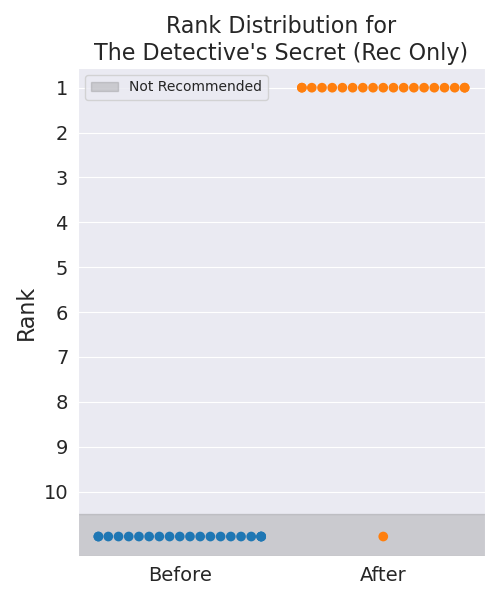 Rank Distribution for
The Detective's Secret (Rec Only)
Not Recommended
1
2
3
4
5
6
7
8
9
10
Rank
Before
After